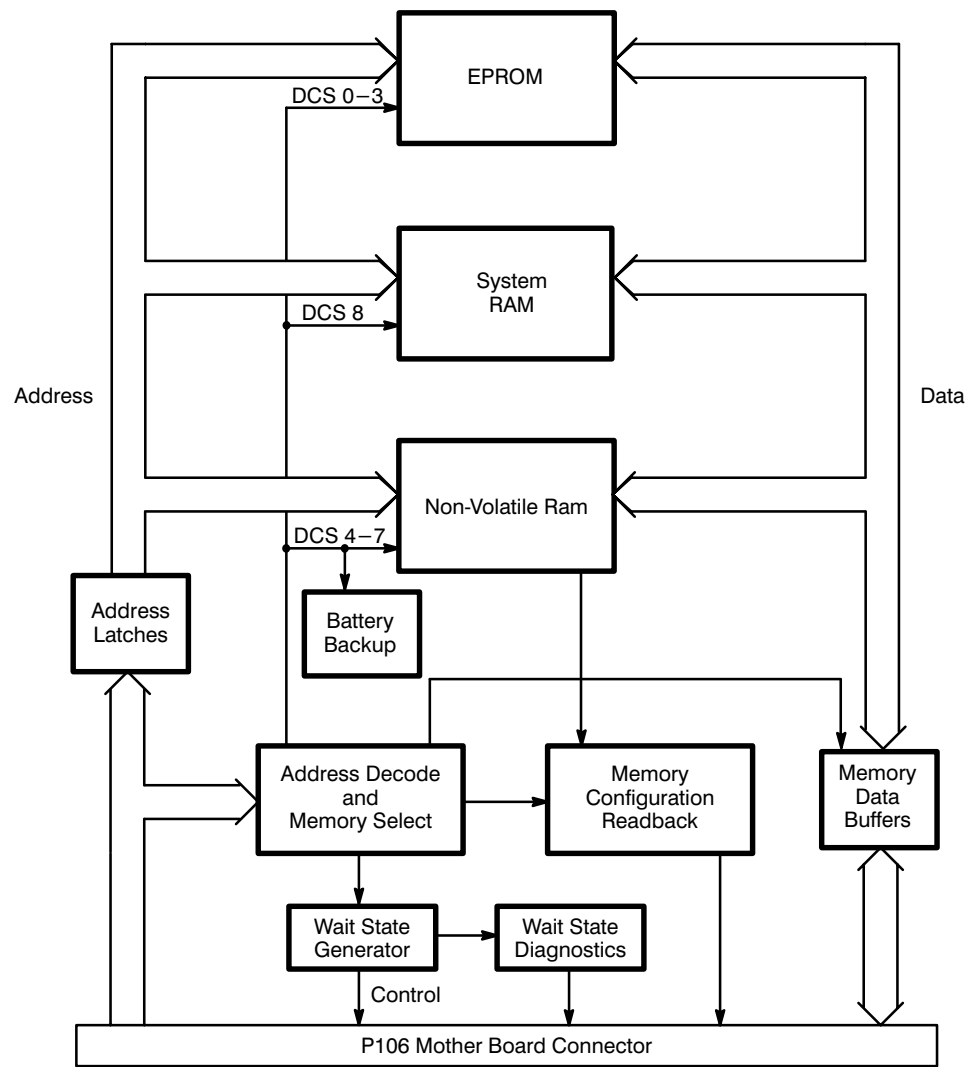 EPROM
DCS 0–3
System
RAM
DCS 8
Address
Data
Non-Volatile Ram
DCS 4–7
Address
Latches
Battery
Backup
Address Decode
and
Memory Select
Memory
Configuration
Readback
Memory
Data
Buffers
Wait State
Generator
Wait State
Diagnostics
Control
P106 Mother Board Connector